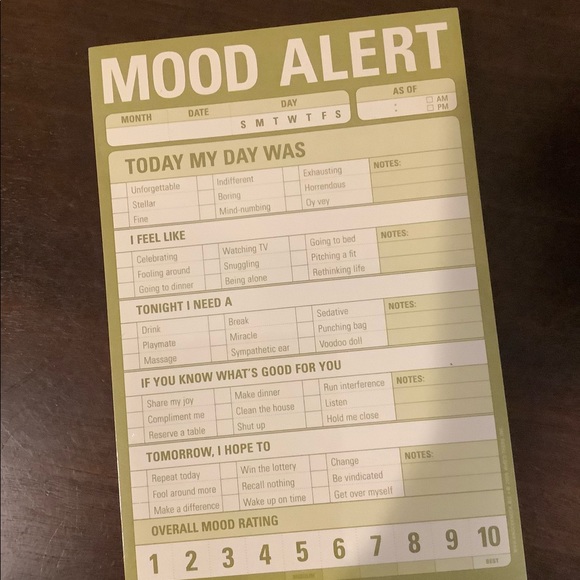 MOOD ALERT
MONTH DATE DAY
S M T W T F S
AS OF
: AM
PM
TODAY MY DAY WAS
Unforgettable Indifferent Exhausting
Stellar Boring Horrendous
Fine Mind-numbing Oy vey
NOTES:
I FEEL LIKE
Celebrating Watching TV Going to bed
Fooling around Snuggling Pitching a fit
Going to dinner Being alone Rethinking life
NOTES:
TONIGHT I NEED A
Drink Break Sedative
Playmate Miracle Punching bag
Massage Sympathetic ear Voodoo doll
NOTES:
IF YOU KNOW WHAT'S GOOD FOR YOU
Share my joy Make dinner Run interference
Compliment me Clean the house Listen
Reserve a table Shut up Hold me close
NOTES:
TOMORROW, I HOPE TO
Repeat today Win the lottery Change
Fool around more Recall nothing Be vindicated
Make a difference Wake up on time Get over myself
NOTES:
OVERALL MOOD RATING
1 2 3 4 5 6 7 8 9 10
BEST